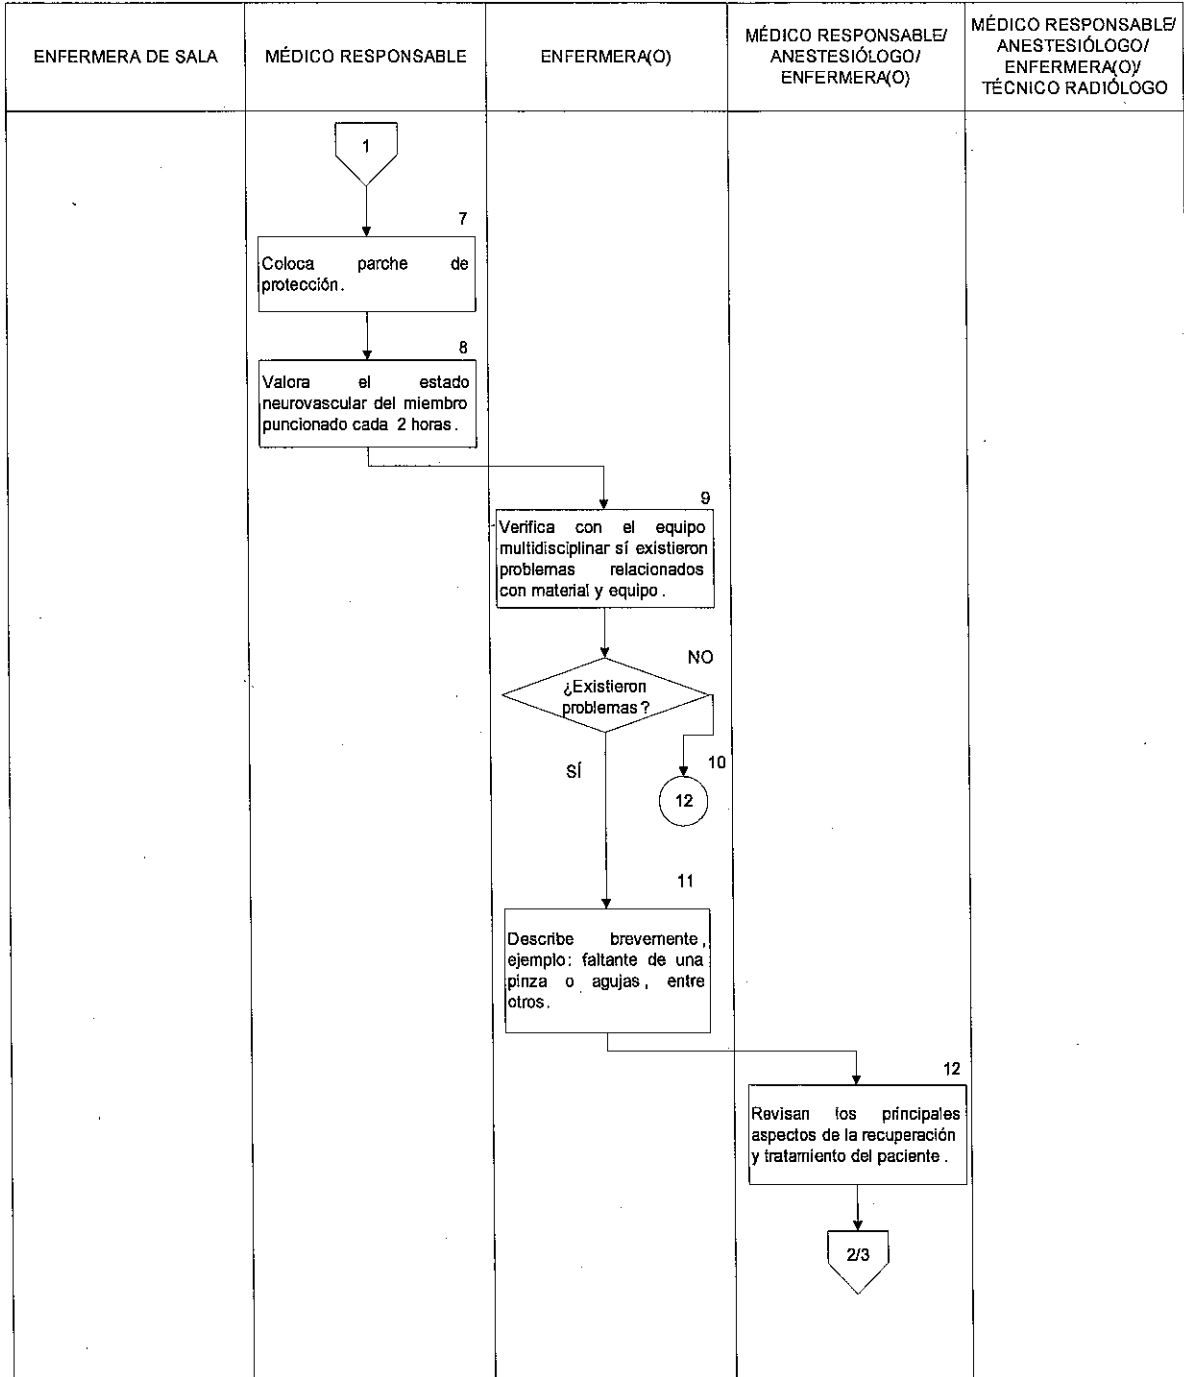 ENFERMERA DE SALA
MÉDICO RESPONSABLE
ENFERMERA(O)
MÉDICO RESPONSABLE/
ANESTESIÓLOGO/
ENFERMERA(O)
MÉDICO RESPONSABLE/
ANESTESIÓLOGO/
ENFERMERA(O)/
TÉCNICO RADIÓLOGO
1
7
Coloca parche de
protección.
8
Valora el estado
neurovascular del miembro
puncionado cada 2 horas.
9
Verifica con el equipo
multidisciplinar sí existieron
problemas relacionados
con material y equipo.
¿Existieron
problemas?
NO
SÍ
10
12
11
Describe brevemente,
ejemplo: faltante de una
pinza o agujas, entre
otros.
12
Revisan los principales
aspectos de la recuperación
y tratamiento del paciente.
2/3